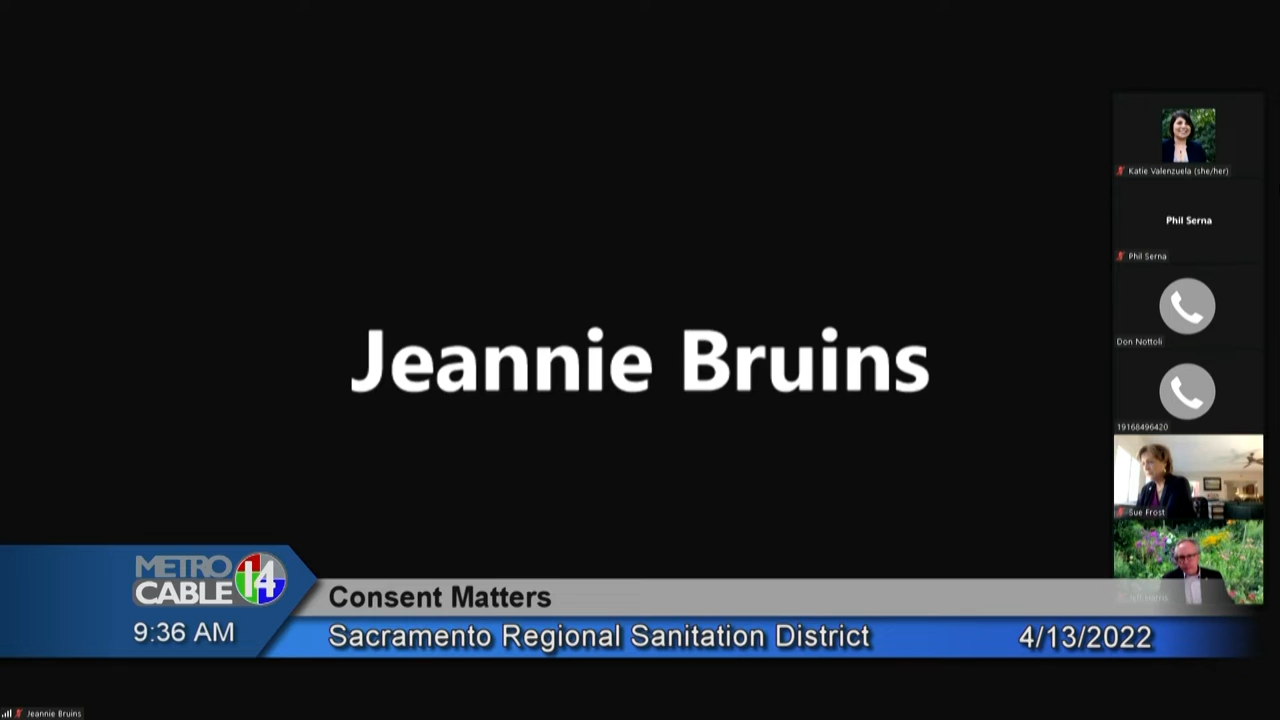 Jeannie Bruins
Katie Valenzuela (she/her)
Phil Serna
Phil Serna
Don Nottoli
19168496420
Sue Frost
METRO
CABLE 14
9:36 AM
Consent Matters
Sacramento Regional Sanitation District
4/13/2022
Jeannie Bruins